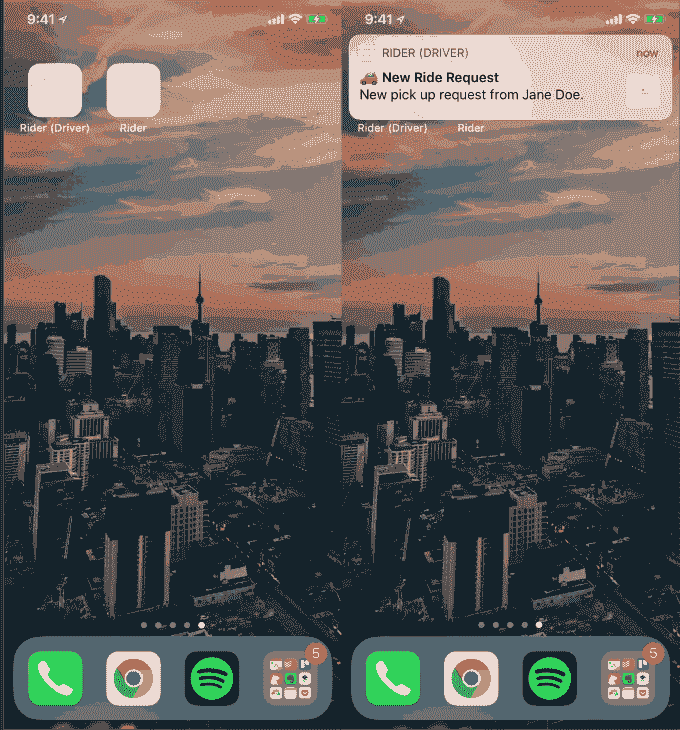 9:41
Rider (Driver) Rider
5
9:41
RIDER (DRIVER) now
New Ride Request
New pick up request from Jane Doe.
Rider (Driver) Rider
5